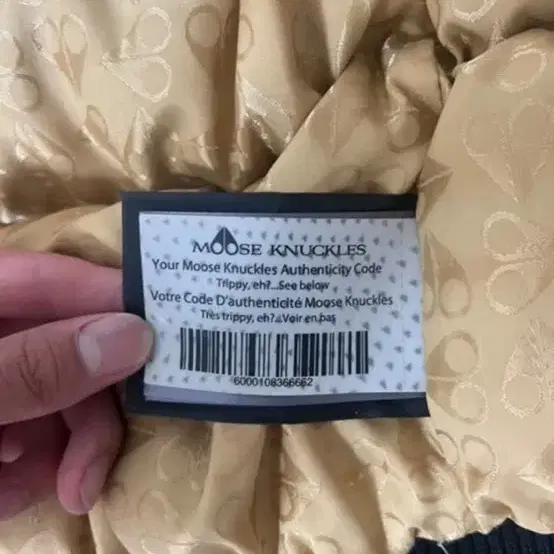 MOOSE KNUCKLES
Your Moose Knuckles Authenticity Code
Trippy, eh?...See below
Votre Code D'authenticité Moose Knuckles
Très trippy, eh?...Voir en bas
6000108366662